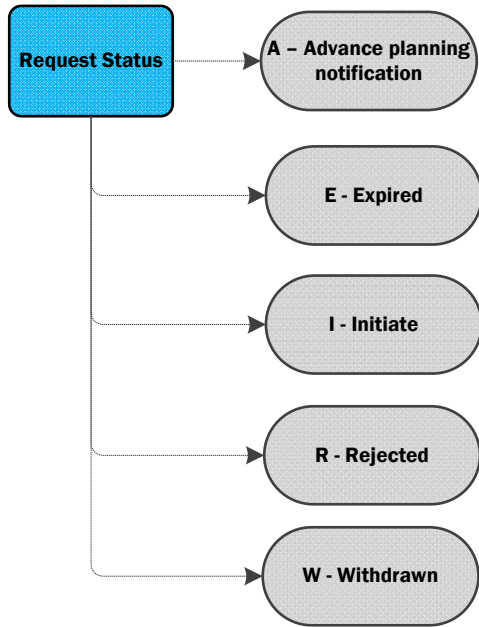 Request Status
A – Advance planning
notification
E - Expired
I - Initiate
R - Rejected
W - Withdrawn